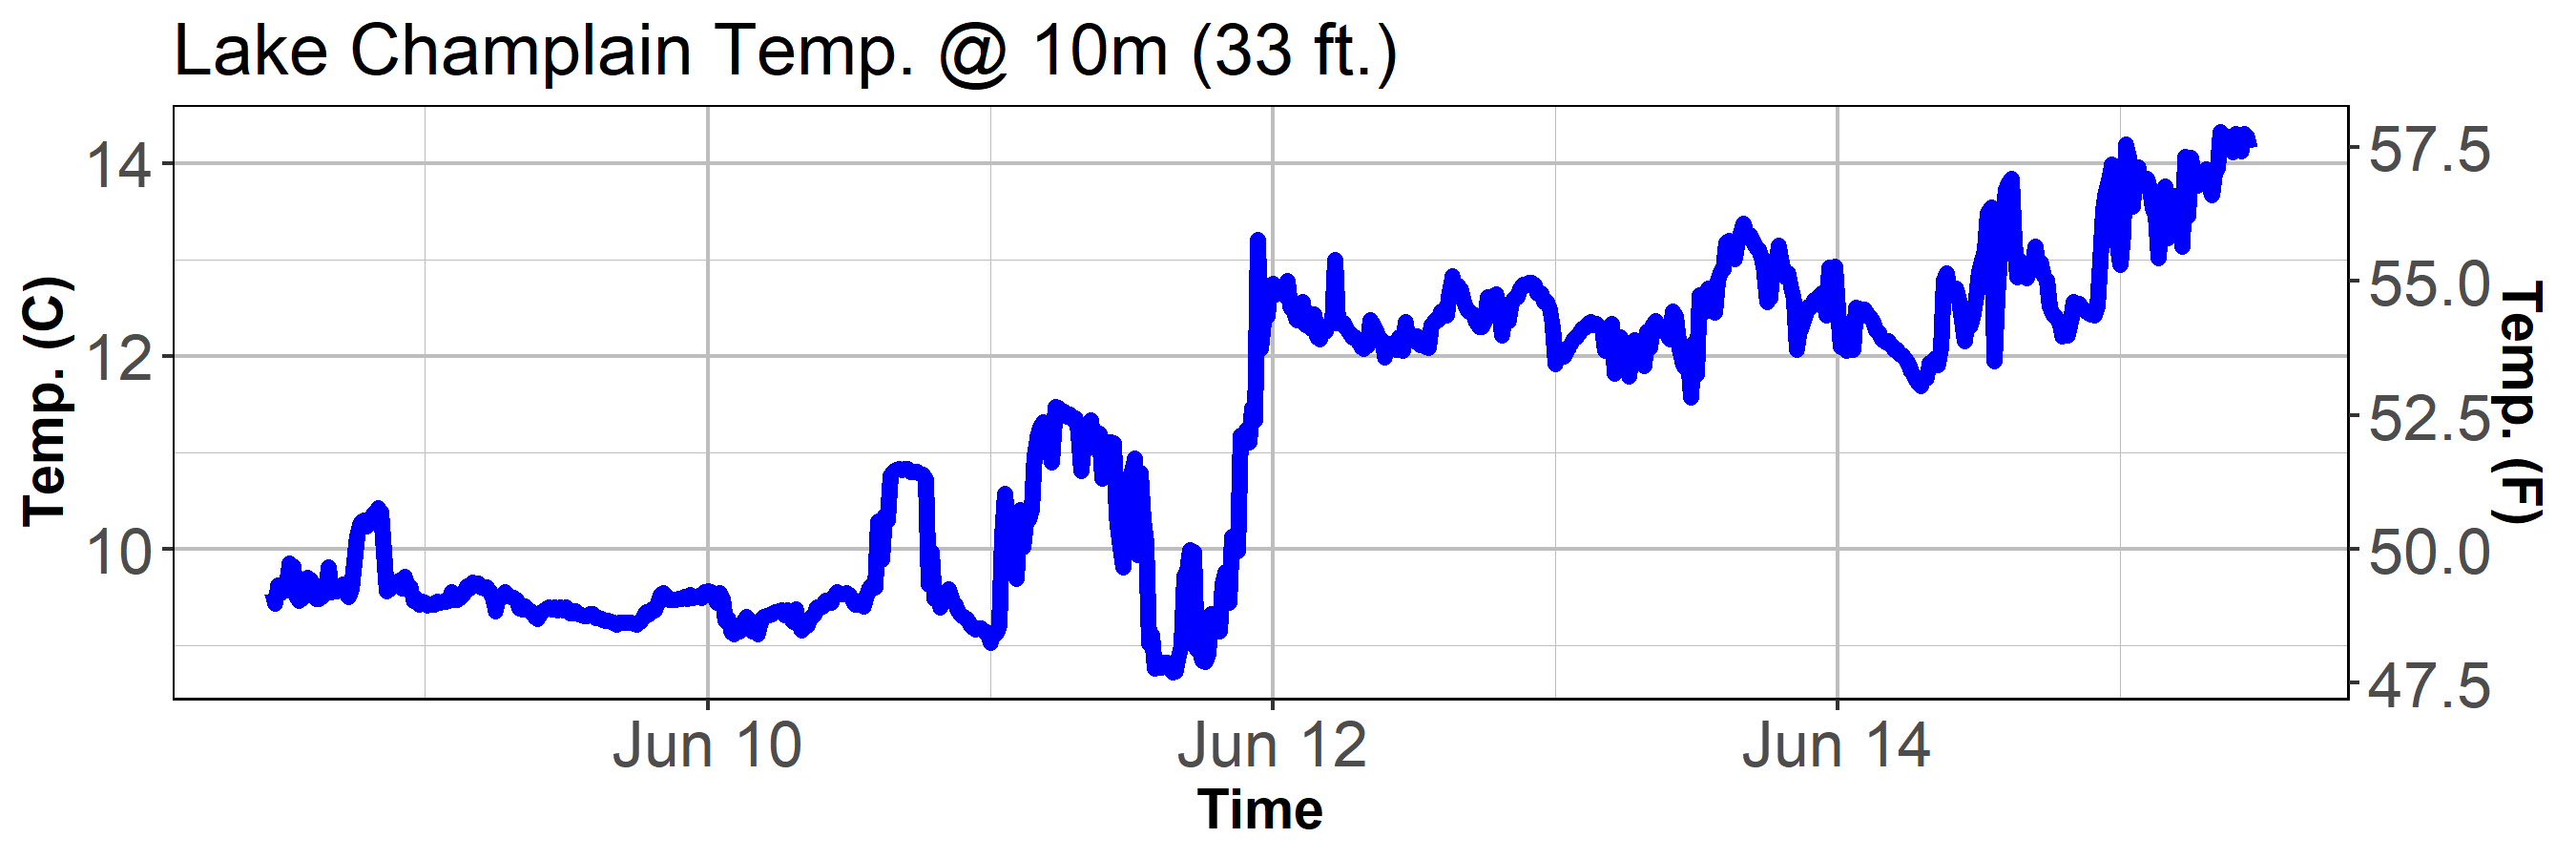 Lake Champlain Temp. @ 10m (33 ft.)
Temp. (C)
14
12
10
57.5
55.0
52.5
50.0
47.5
Temp. (F)
Jun 10
Jun 12
Jun 14
Time